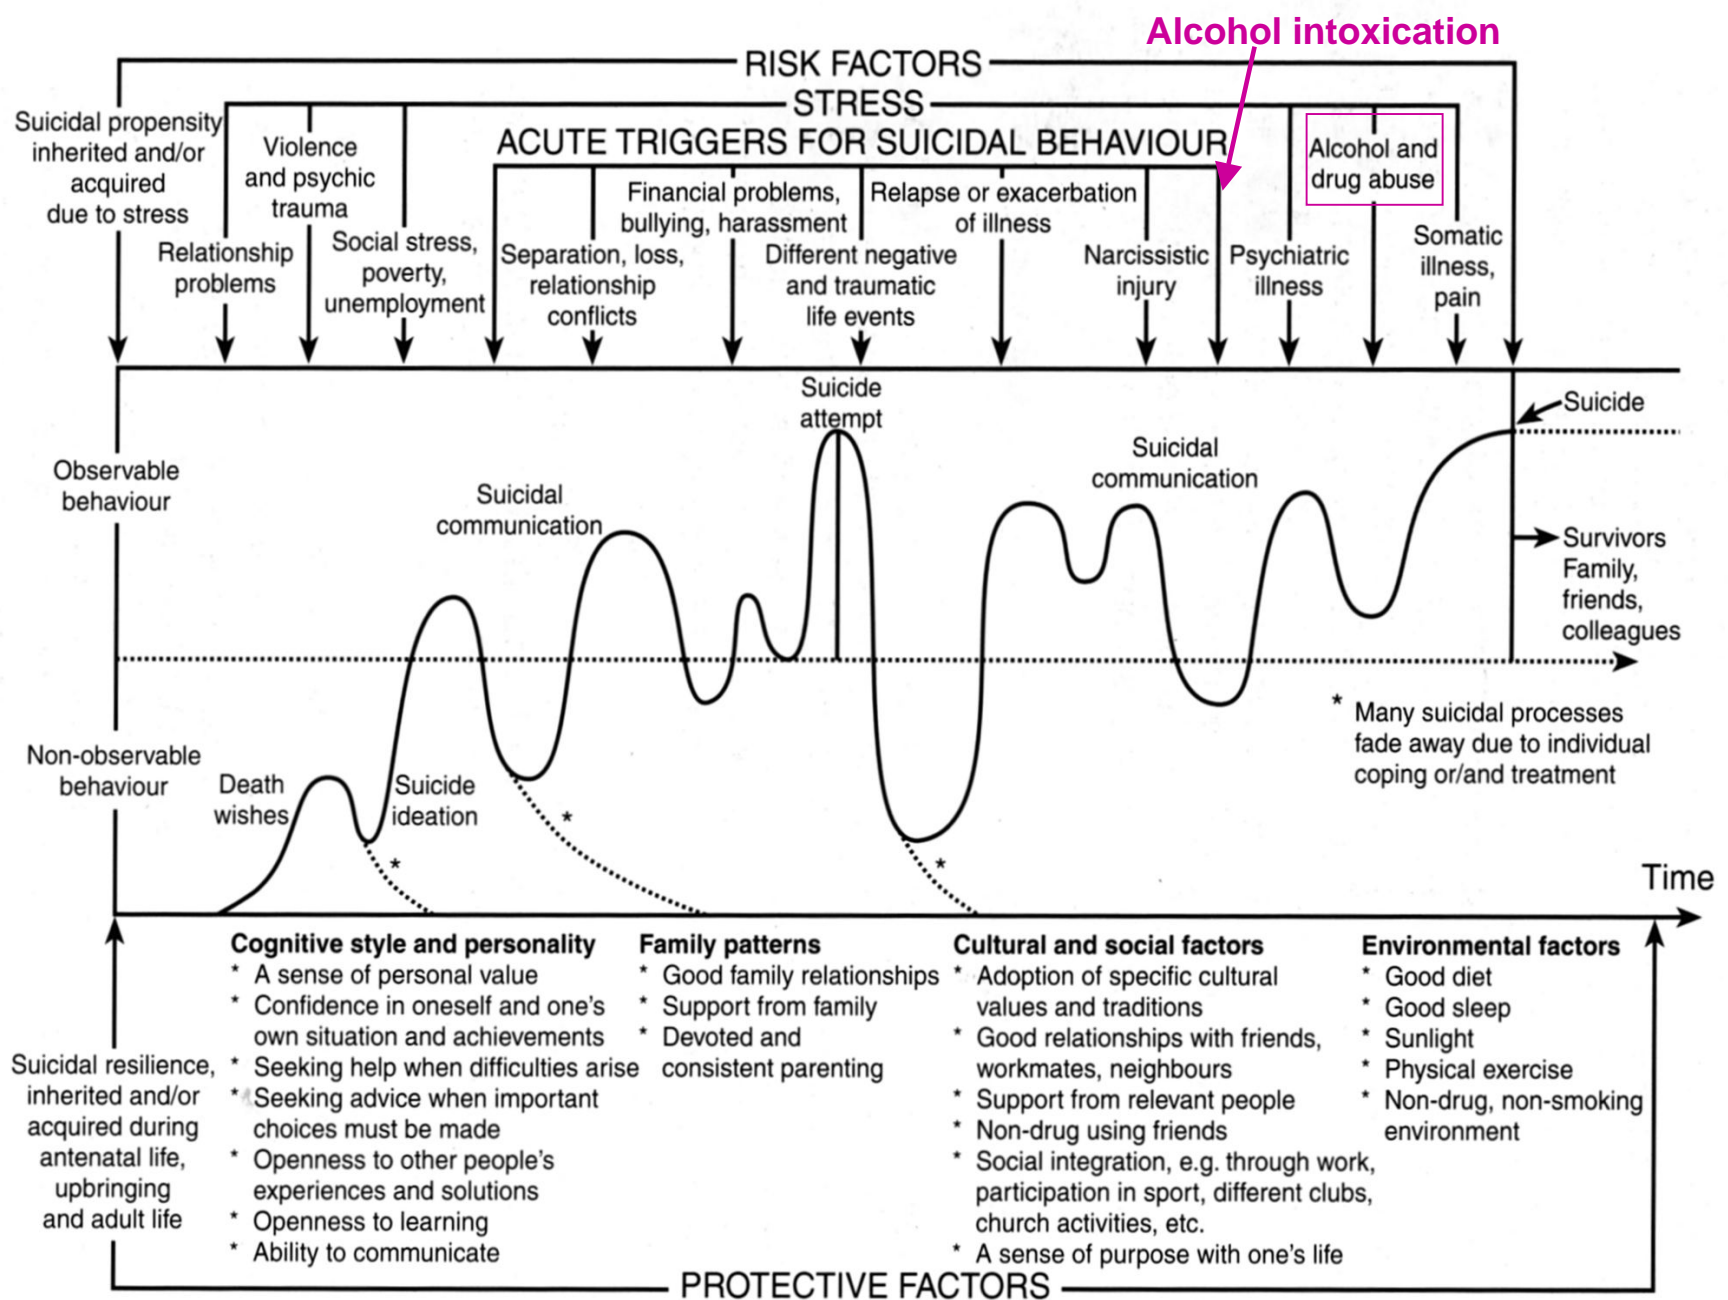 Alcohol intoxication
RISK FACTORS
STRESS
ACUTE TRIGGERS FOR SUICIDAL BEHAVIOUR
Suicidal propensity
inherited and/or
acquired
due to stress
Relationship
problems
Violence
and psychic
trauma
Social stress,
poverty,
unemployment
Separation, loss,
relationship
conflicts
Financial problems,
bullying, harassment
Different negative
and traumatic
life events
Relapse or exacerbation
of illness
Narcissistic
injury
Psychiatric
illness
Alcohol and
drug abuse
Somatic
illness,
pain
Observable
behaviour
Non-observable
behaviour
Death
wishes
Suicide
ideation
*
Suicidal
communication
*
Suicide
attempt
*
Suicidal
communication
Suicide
Survivors
Family,
friends,
colleagues
* Many suicidal processes
fade away due to individual
coping or/and treatment
Time
Suicidal resilience,
inherited and/or
acquired during
antenatal life,
upbringing
and adult life
Cognitive style and personality
* A sense of personal value
* Confidence in oneself and one's
own situation and achievements
* Seeking help when difficulties arise
* Seeking advice when important
choices must be made
* Openness to other people's
experiences and solutions
* Openness to learning
* Ability to communicate
Family patterns
* Good family relationships
* Support from family
* Devoted and
consistent parenting
Cultural and social factors
* Adoption of specific cultural
values and traditions
* Good relationships with friends,
workmates, neighbours
* Support from relevant people
* Non-drug using friends
* Social integration, e.g. through work,
participation in sport, different clubs,
church activities, etc.
* A sense of purpose with one's life
Environmental factors
* Good diet
* Good sleep
* Sunlight
* Physical exercise
* Non-drug, non-smoking
environment
PROTECTIVE FACTORS